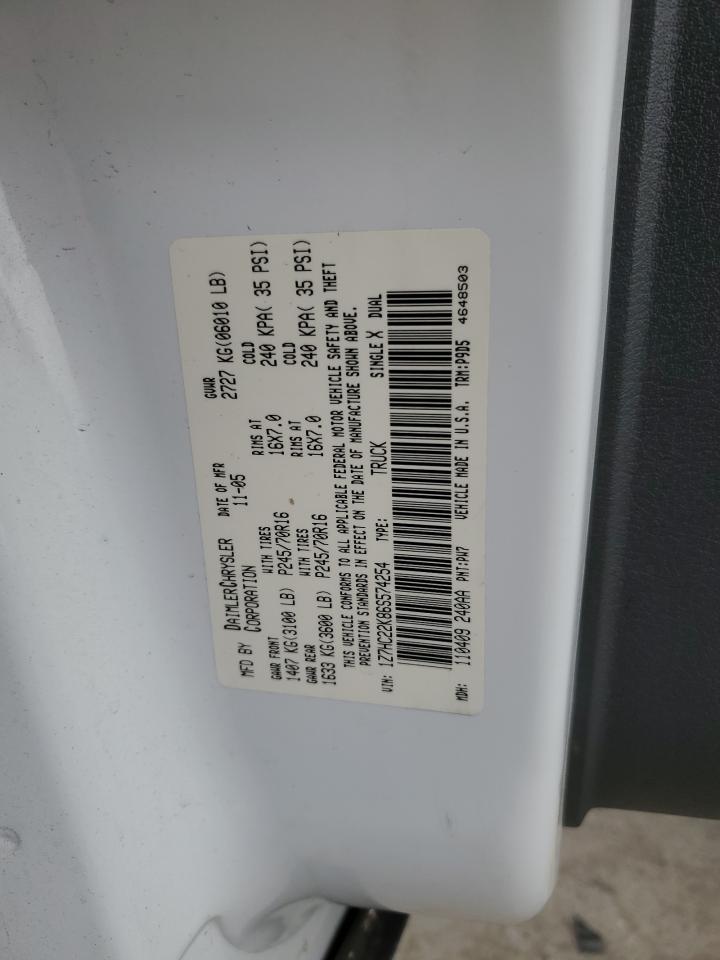 MFD BY DAIMLERCHRYSLER CORPORATION DATE OF MFR 11-05 GVWR 2727 KG(06010 LB)
GAWR FRONT WITH TIRES RIMS AT COLD
1407 KG(3100 LB) P245/70R16 16X7.0 240 KPA( 35 PSI)
GAWR REAR WITH TIRES RIMS AT COLD
1633 KG(3600 LB) P245/70R16 16X7.0 240 KPA( 35 PSI)
THIS VEHICLE CONFORMS TO ALL APPLICABLE FEDERAL MOTOR VEHICLE SAFETY AND THEFT
PREVENTION STANDARDS IN EFFECT ON THE DATE OF MANUFACTURE SHOWN ABOVE.
VIN: 1Z7HC22K86S574254 TYPE: TRUCK SINGLE X DUAL
MDH: 110409 240AA PNT:PW7 VEHICLE MADE IN U.S.A. TRM:P9D5 4648503